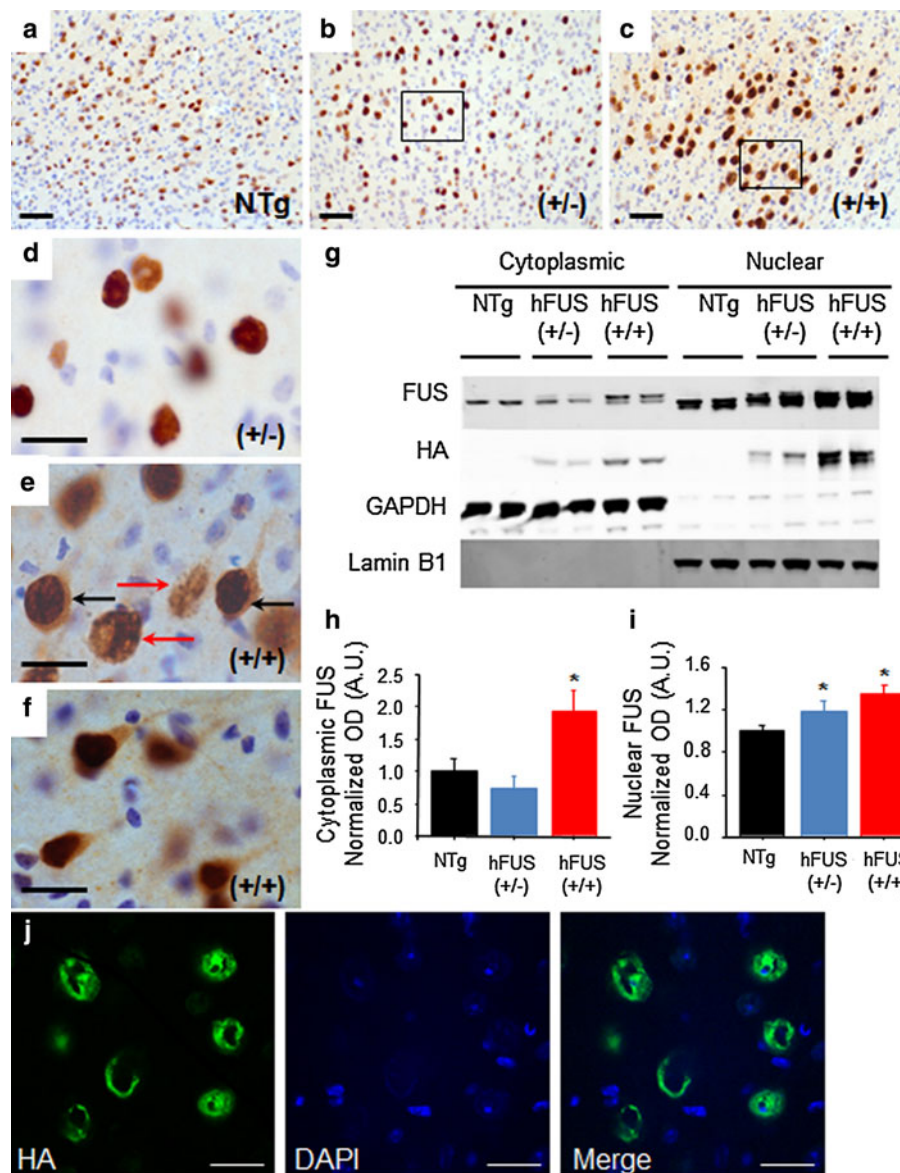 a
b
c
NTg
(+/-)
(+/+)
d
(+/-)
e
(+/+)
f
(+/+)
g
Cytoplasmic Nuclear
NTg hFUS (+/-) hFUS (+/+) NTg hFUS (+/-) hFUS (+/+)
FUS
HA
GAPDH
Lamin B1
h
Cytoplasmic FUS
Normalized OD (A.U.)
2.5
2.0
1.5
1.0
0.5
0.0
*
NTg hFUS (+/-) hFUS (+/+)
i
Nuclear FUS
Normalized OD (A.U.)
1.6
1.2
0.8
0.4
0.0
* *
NTg hFUS (+/-) hFUS (+/+
j
HA
DAPI
Merge